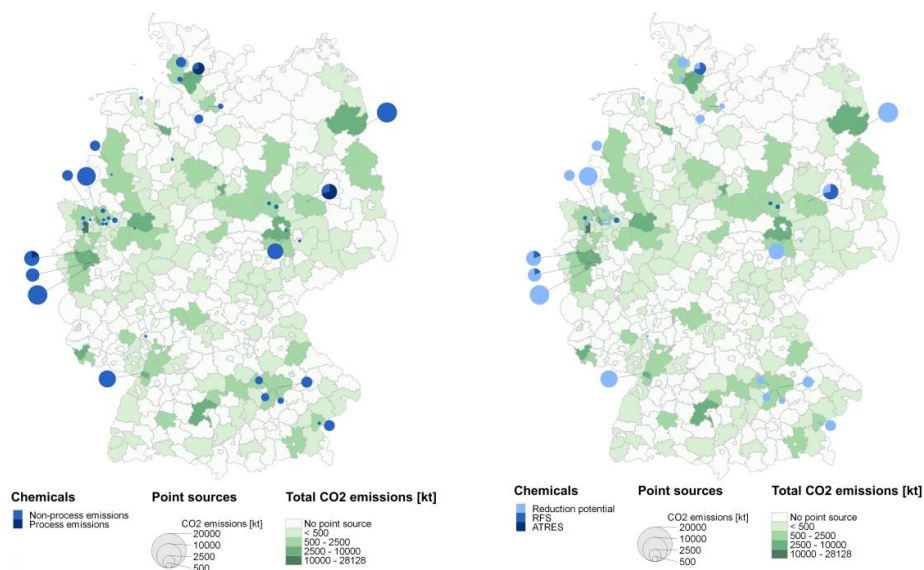 Chemicals
Non-process emissions
Process emissions
Point sources
CO2 emissions [kt]
20000
10000
2500
500
Total CO2 emissions [kt]
No point source
< 500
500 - 2500
2500 - 10000
10000 - 28128
Chemicals
Reduction potential
RFS
ATRES
Point sources
CO2 emissions [kt]
20000
10000
2500
500
Total CO2 emissions [kt]
No point source
< 500
500 - 2500
2500 - 10000
10000 - 28128